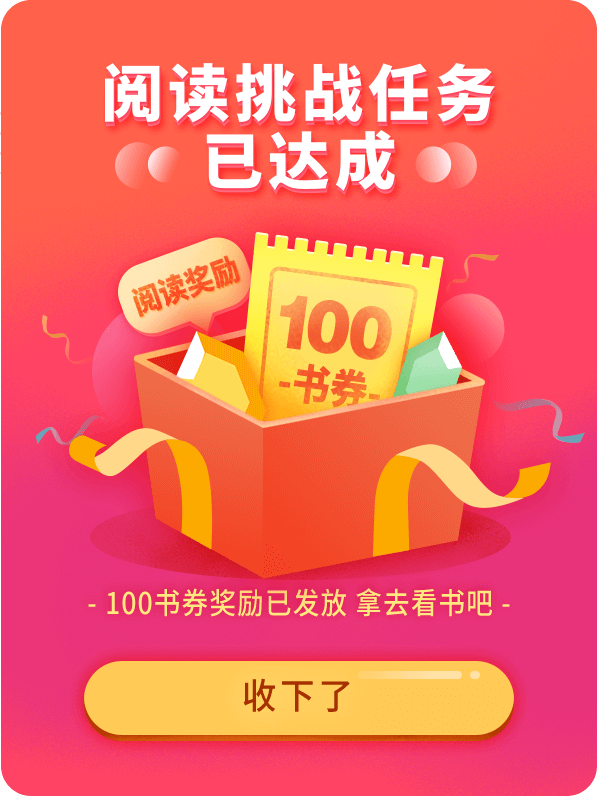 阅读挑战任务
已达成
阅读奖励
100
-书券-
- 100书券奖励已发放 拿去看书吧 -
收下了